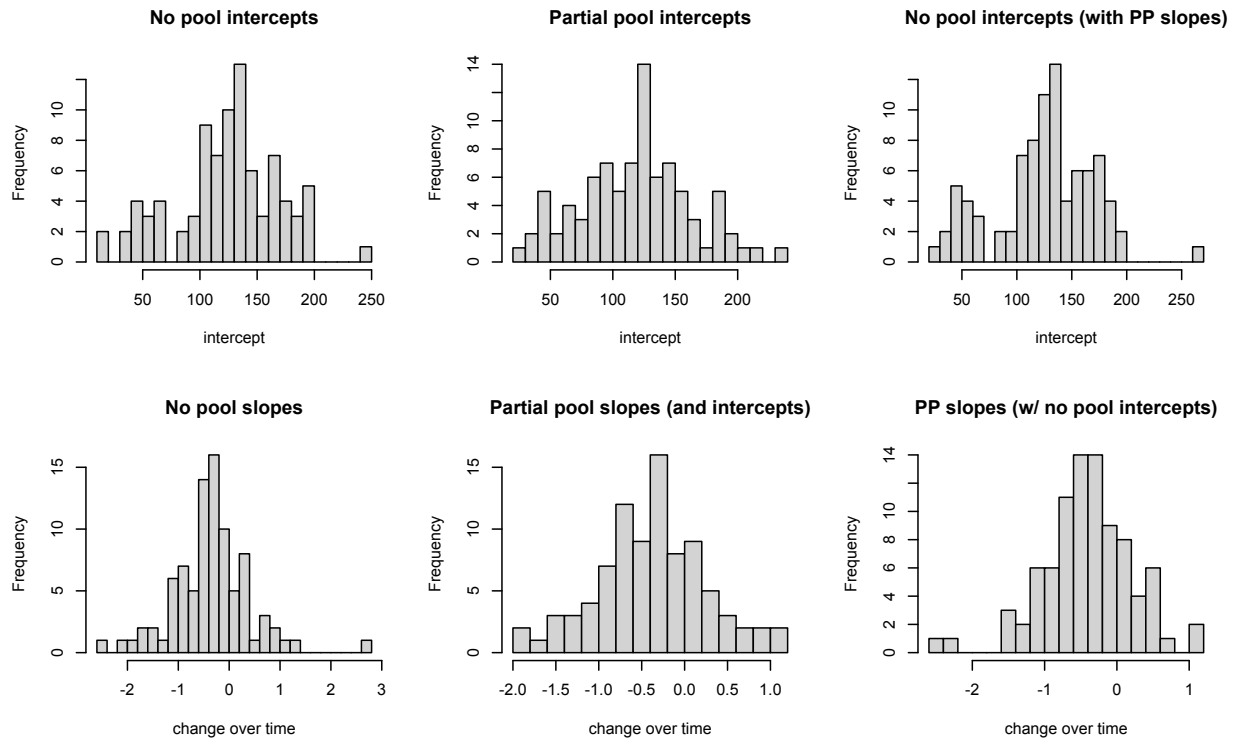 No pool intercepts
Frequency
0 2 4 6 8 10
50 100 150 200 250
intercept
Partial pool intercepts
Frequency
0 2 4 6 8 10 14
50 100 150 200
intercept
No pool intercepts (with PP slopes)
Frequency
0 2 4 6 8 10
50 100 150 200 250
intercept
No pool slopes
Frequency
0 5 10 15
-2 -1 0 1 2 3
change over time
Partial pool slopes (and intercepts)
Frequency
0 5 10 15
-2.0 -1.5 -1.0 -0.5 0.0 0.5 1.0
change over time
PP slopes (w/ no pool intercepts)
Frequency
0 2 4 6 8 10 14
-2 -1 0 1
change over time